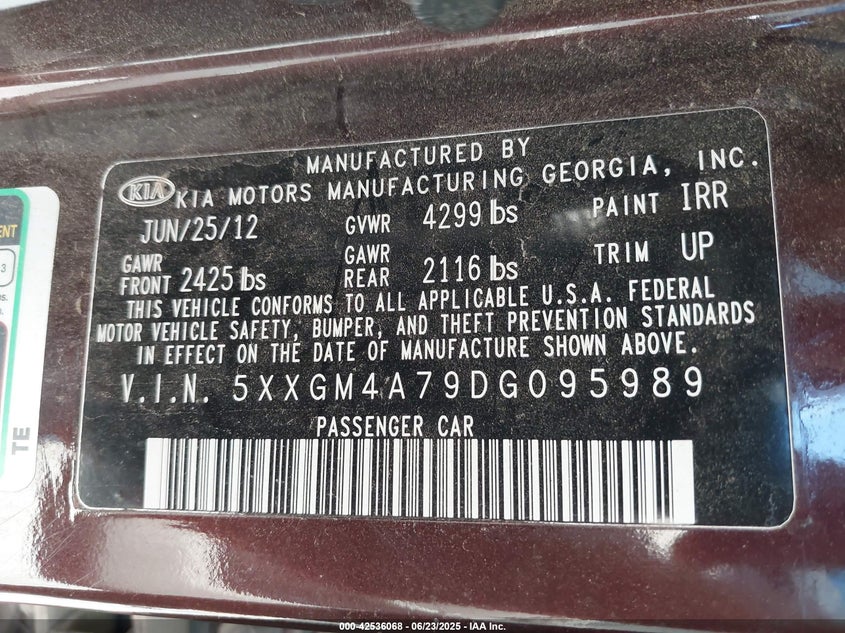 MANUFACTURED BY
KIA KIA MOTORS MANUFACTURING GEORGIA, INC.
JUN/25/12 GVWR 4299 lbs PAINT IRR
GAWR FRONT 2425 lbs GAWR REAR 2116 lbs TRIM UP
THIS VEHICLE CONFORMS TO ALL APPLICABLE U.S.A. FEDERAL
MOTOR VEHICLE SAFETY, BUMPER, AND THEFT PREVENTION STANDARDS
IN EFFECT ON THE DATE OF MANUFACTURE SHOWN ABOVE.
V.I.N. 5XXGM4A79DG095989
PASSENGER CAR
TE
000-42536068 - 06/23/2025 - IAA Inc.